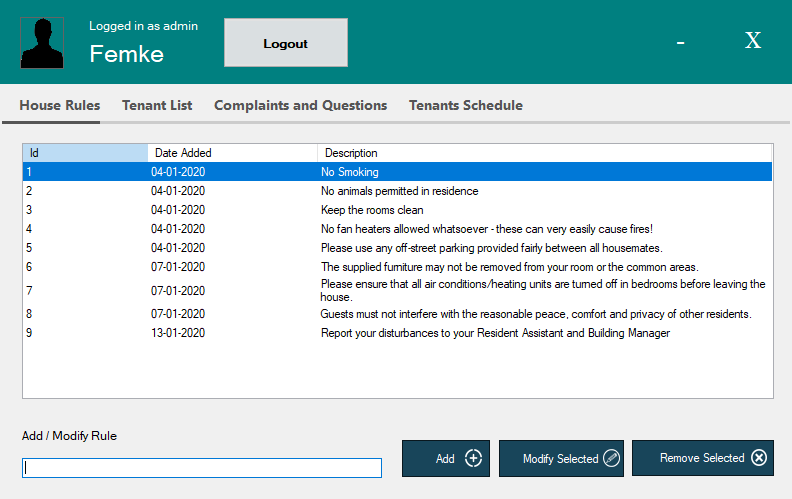 Logged in as admin
Femke
Logout
- X
House Rules Tenant List Complaints and Questions Tenants Schedule
Id Date Added Description
1 04-01-2020 No Smoking
2 04-01-2020 No animals permitted in residence
3 04-01-2020 Keep the rooms clean
4 04-01-2020 No fan heaters allowed whatsoever - these can very easily cause fires!
5 04-01-2020 Please use any off-street parking provided fairly between all housemates.
6 07-01-2020 The supplied furniture may not be removed from your room or the common areas.
7 07-01-2020 Please ensure that all air conditions/heating units are turned off in bedrooms before leaving the
house.
8 07-01-2020 Guests must not interfere with the reasonable peace, comfort and privacy of other residents.
9 13-01-2020 Report your disturbances to your Resident Assistant and Building Manager
Add / Modify Rule
Add Modify Selected Remove Selected